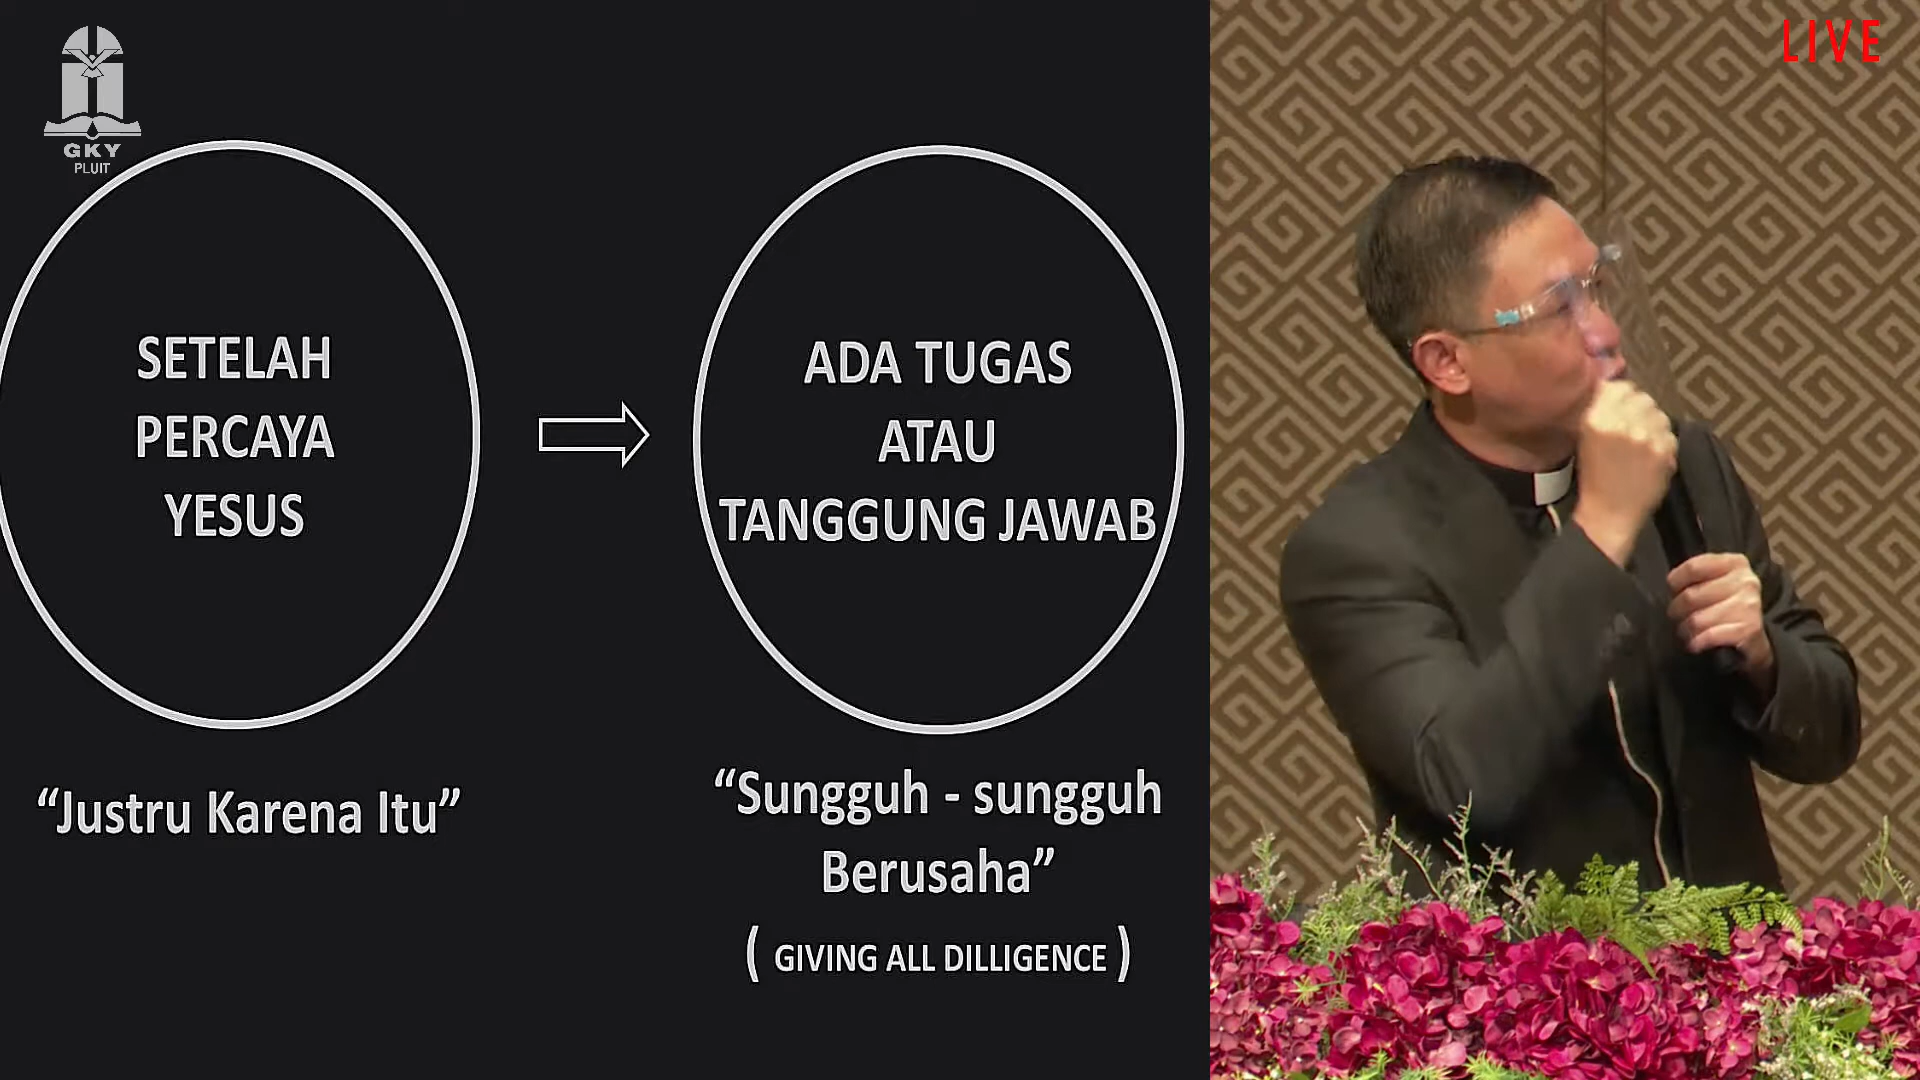 GKY
PLUIT
LIVE
SETELAH
PERCAYA
YESUS
ADA TUGAS
ATAU
TANGGUNG JAWAB
“Justru Karena Itu”
“Sungguh - sungguh
Berusaha”
( GIVING ALL DILLIGENCE )